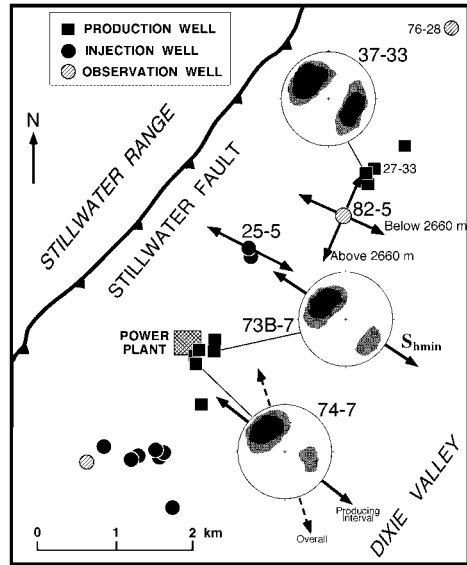 PRODUCTION WELL
INJECTION WELL
OBSERVATION WELL
76-28
37-33
N
STILLWATER RANGE
STILLWATER FAULT
27-33
82-5
Below 2660 m
Above 2660 m
25-5
73B-7
POWER
PLANT
Shmin
74-7
Producing
Interval
Overall
DIXIE VALLEY
0 1 2 km